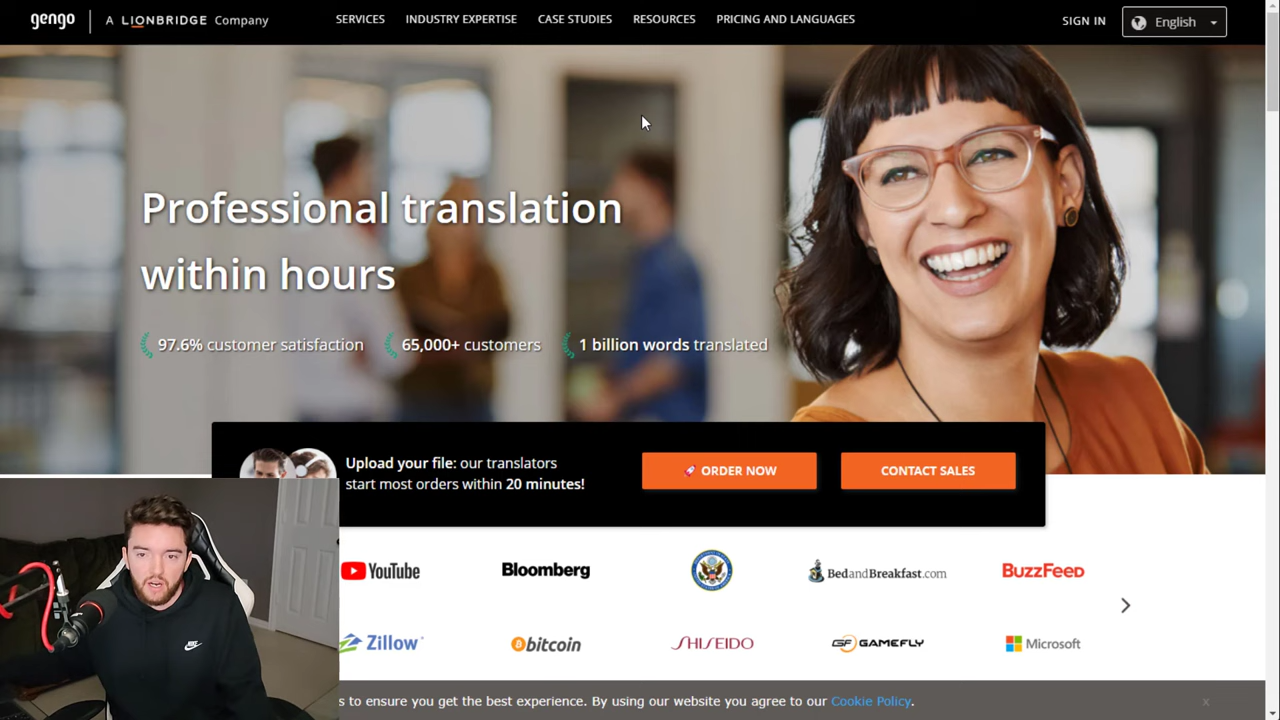 gengo A LIONBRIDGE Company SERVICES INDUSTRY EXPERTISE CASE STUDIES RESOURCES PRICING AND LANGUAGES SIGN IN English
Professional translation
within hours
97.6% customer satisfaction 65,000+ customers 1 billion words translated
Upload your file: our translators
start most orders within 20 minutes!
ORDER NOW CONTACT SALES
YouTube Bloomberg BedandBreakfast.com BuzzFeed
Zillow bitcoin SHISEIDO GF GAMEFLY Microsoft
s to ensure you get the best experience. By using our website you agree to our Cookie Policy. x